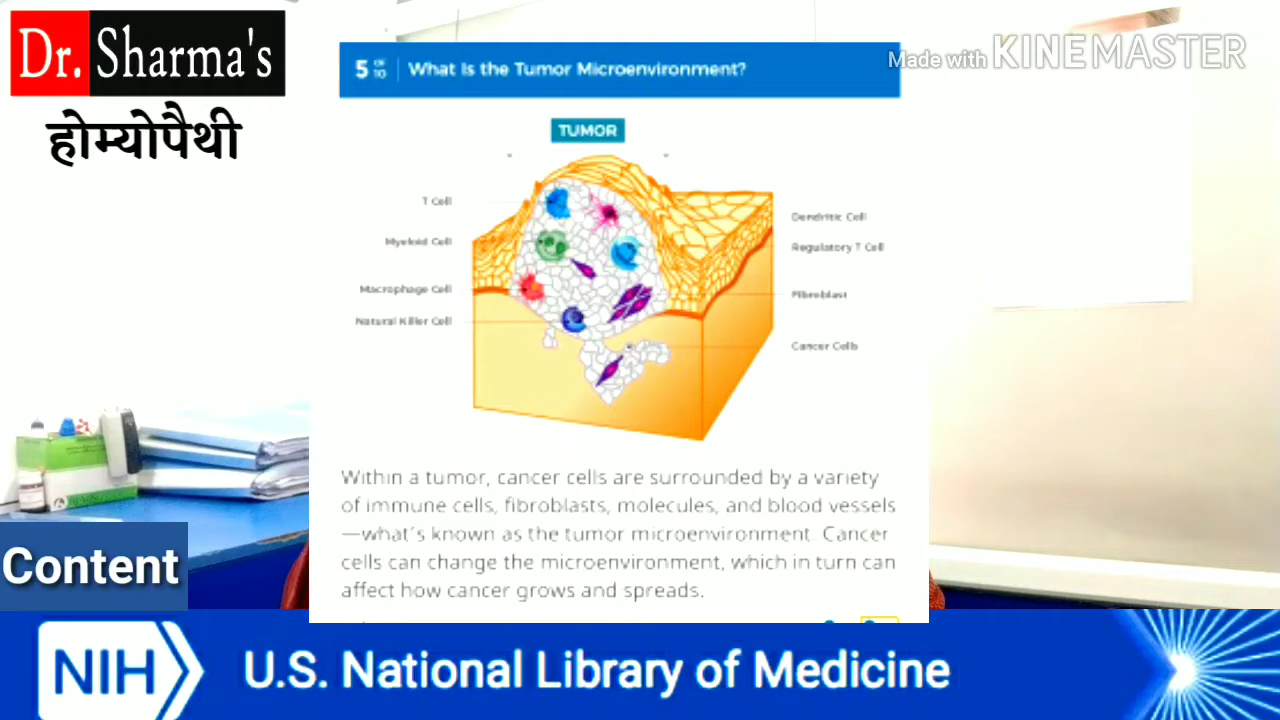 Dr. Sharma's
होम्योपैथी
Made with KINEMASTER
5 OF 10 What Is the Tumor Microenvironment?
TUMOR
T Cell
Myeloid Cell
Macrophage Cell
Natural Killer Cell
Dendritic Cell
Regulatory T Cell
Fibroblast
Cancer Cells
Within a tumor, cancer cells are surrounded by a variety
of immune cells, fibroblasts, molecules, and blood vessels
—what's known as the tumor microenvironment. Cancer
cells can change the microenvironment, which in turn can
affect how cancer grows and spreads.
Content
NIH U.S. National Library of Medicine